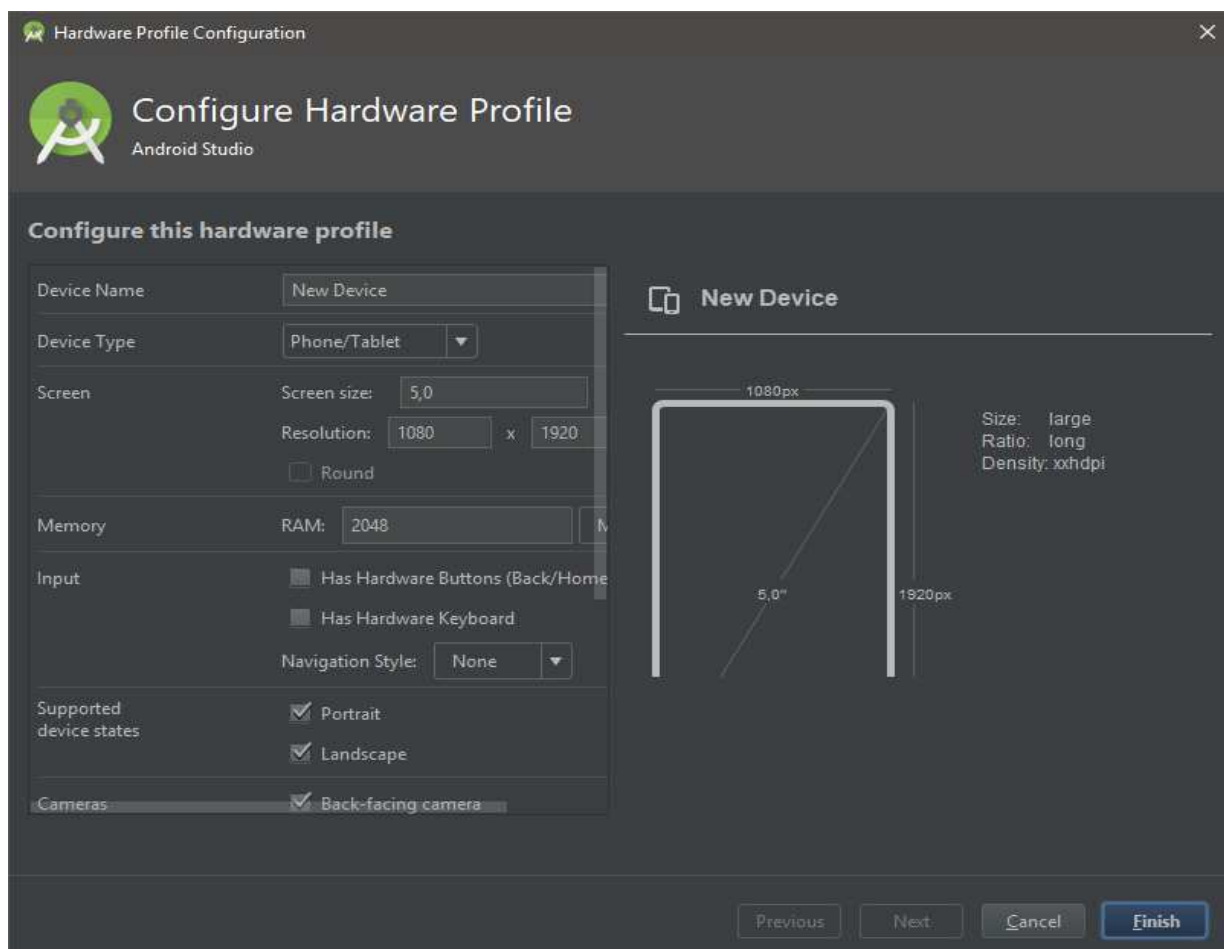 Hardware Profile Configuration
Configure Hardware Profile
Android Studio
Configure this hardware profile
Device Name New Device
Device Type Phone/Tablet
Screen Screen size: 5,0
Resolution: 1080 x 1920
Round
Memory RAM: 2048 M
Input Has Hardware Buttons (Back/Home
Has Hardware Keyboard
Navigation Style: None
Supported
device states
Portrait
Landscape
Cameras Back-facing camera
New Device
1080px
5,0"
1920px
Size: large
Ratio: long
Density: xxhdpi
Previous Next Cancel Finish